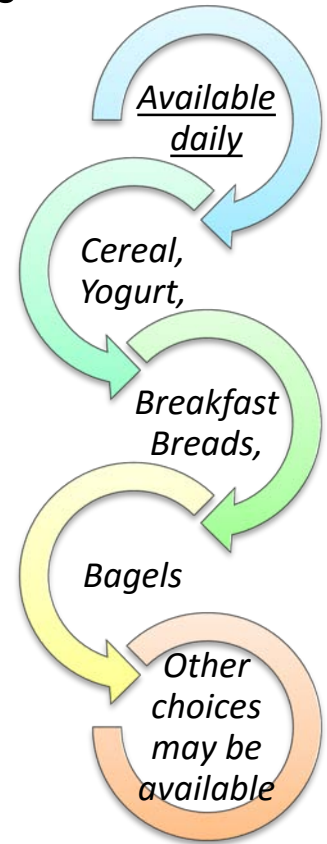 Available
daily
Cereal,
Yogurt,
Breakfast
Breads,
Bagels
Other
choices
may be
available